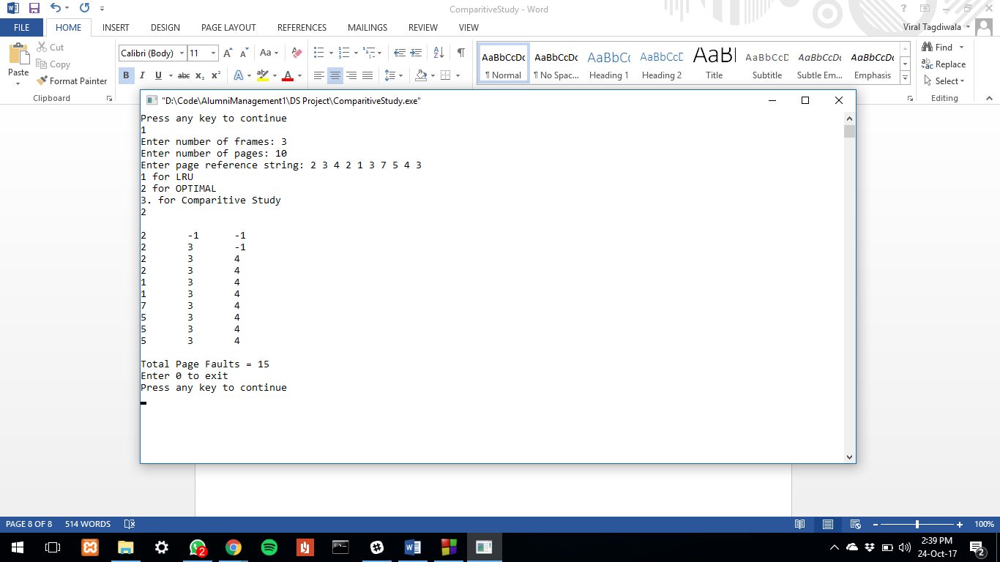 ComparitiveStudy - Word
FILE HOME INSERT DESIGN PAGE LAYOUT REFERENCES MAILINGS REVIEW VIEW Viral Tagdiwala
Paste
Cut
Copy
Format Painter
Clipboard
Calibri (Body) 11
AaBbCcDc AaBbCcDc AaBbCc AaBbCcD AaB AaBbCcD AaBbCcDc AaBbCcDc
¶ Normal ¶ No Spac... Heading 1 Heading 2 Title Subtitle Subtle Em... Emphasis
Find
Replace
Select
Editing
"D:\Code\AlumniManagement1\DS Project\ComparitiveStudy.exe"
Press any key to continue
1
Enter number of frames: 3
Enter number of pages: 10
Enter page reference string: 2 3 4 2 1 3 7 5 4 3
1 for LRU
2 for OPTIMAL
3. for Comparitive Study
2
2 -1 -1
2 3 -1
2 3 4
2 3 4
1 3 4
1 3 4
7 3 4
5 3 4
5 3 4
5 3 4
Total Page Faults = 15
Enter 0 to exit
Press any key to continue
PAGE 8 OF 8 514 WORDS 100%
2
2:39 PM
24-Oct-17
2